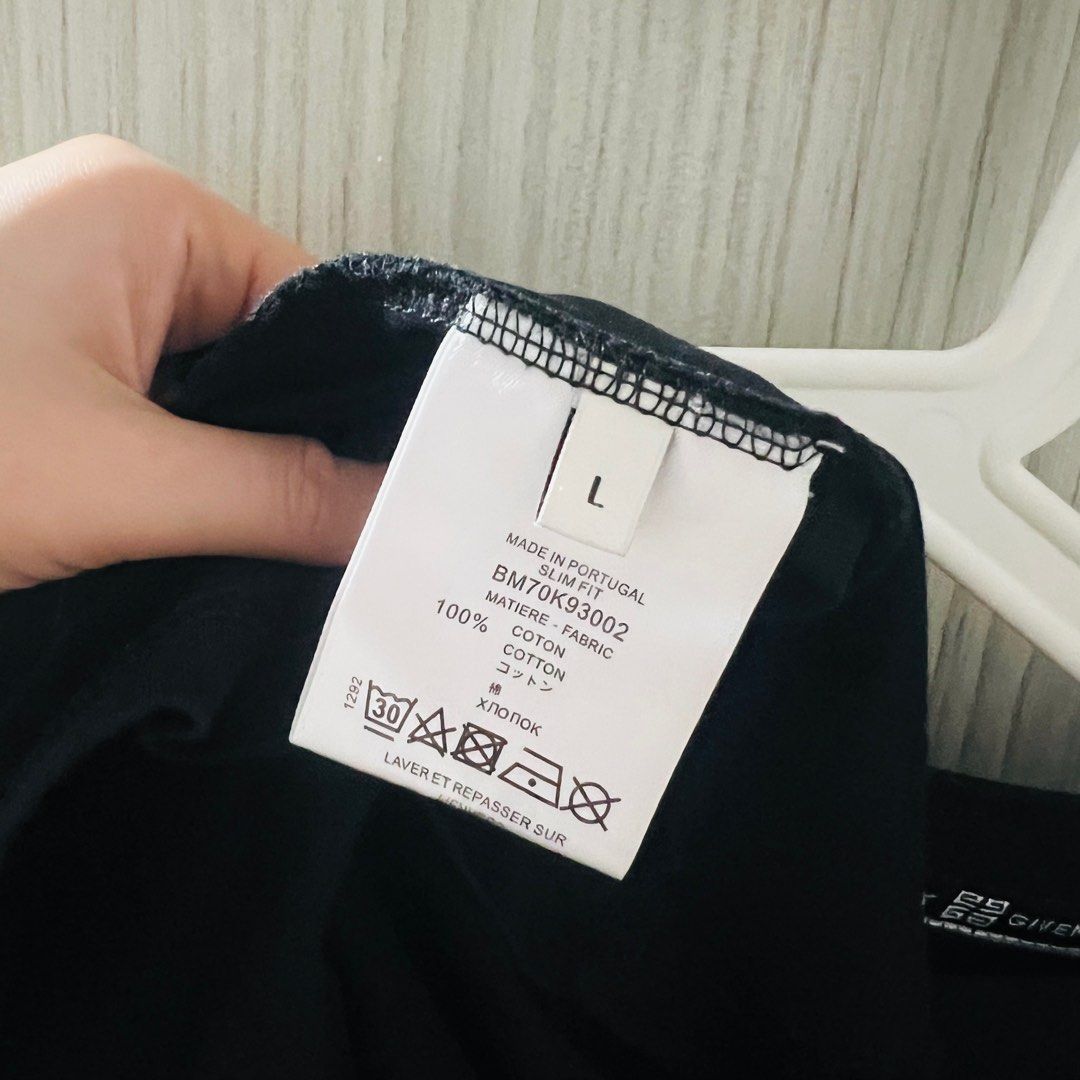 L
MADE IN PORTUGAL
SLIM FIT
BM70K93002
MATIERE - FABRIC
100% COTON
COTTON
コットン
棉
ХЛОПОК
1292
30
LAVER ET REPASSER SUR
GIVEN